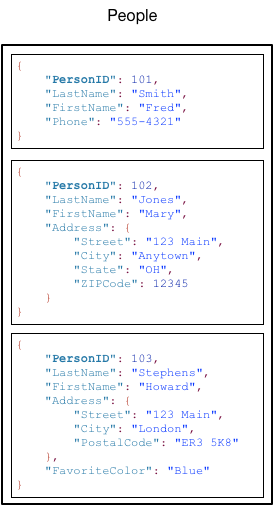 People
{
    "PersonID": 101,
    "LastName": "Smith",
    "FirstName": "Fred",
    "Phone": "555-4321"
}
{
    "PersonID": 102,
    "LastName": "Jones",
    "FirstName": "Mary",
    "Address": {
        "Street": "123 Main",
        "City": "Anytown",
        "State": "OH",
        "ZIPCode": 12345
    }
}
{
    "PersonID": 103,
    "LastName": "Stephens",
    "FirstName": "Howard",
    "Address": {
        "Street": "123 Main",
        "City": "London",
        "PostalCode": "ER3 5K8"
    },
    "FavoriteColor": "Blue"
}